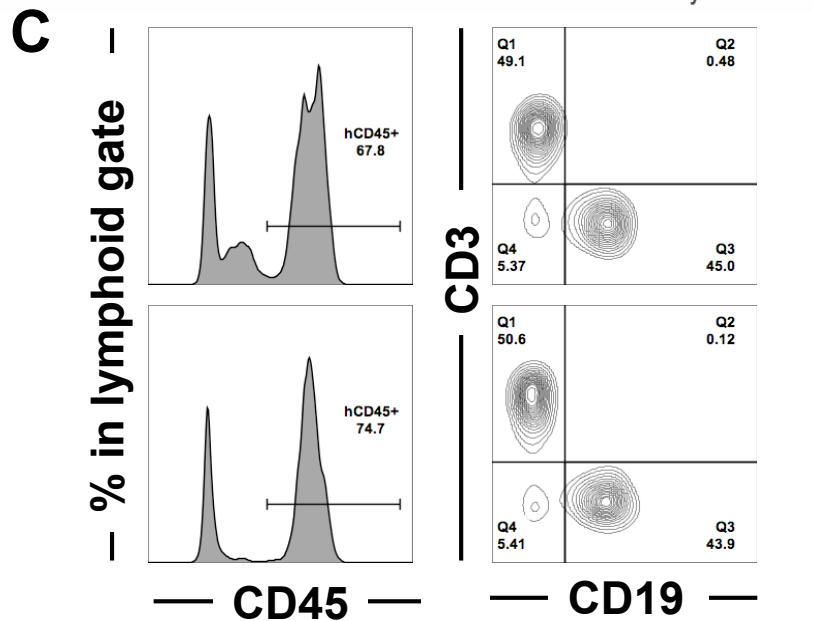 C
% in lymphoid gate
hCD45+
67.8
hCD45+
74.7
CD45
CD3
Q1
49.1
Q2
0.48
Q4
5.37
Q3
45.0
Q1
50.6
Q2
0.12
Q4
5.41
Q3
43.9
CD19